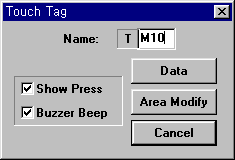 Touch Tag
Name: T M10
Data
Show Press
Area Modify
Buzzer Beep
Cancel